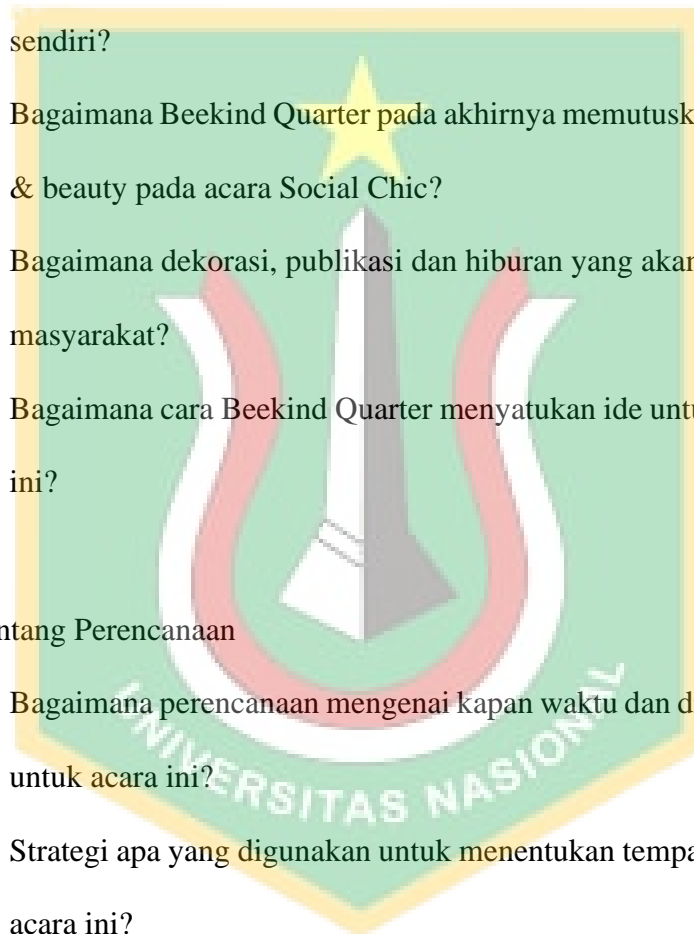 sendiri?
Bagaimana Beekind Quarter pada akhirnya memutusk
& beauty pada acara Social Chic?
Bagaimana dekorasi, publikasi dan hiburan yang akan
masyarakat?
Bagaimana cara Beekind Quarter menyatukan ide untu
ini?
ntang Perencanaan
Bagaimana perencanaan mengenai kapan waktu dan d
untuk acara ini?
UNIVERSITAS NASIONAL
Strategi apa yang digunakan untuk menentukan tempa
acara ini?